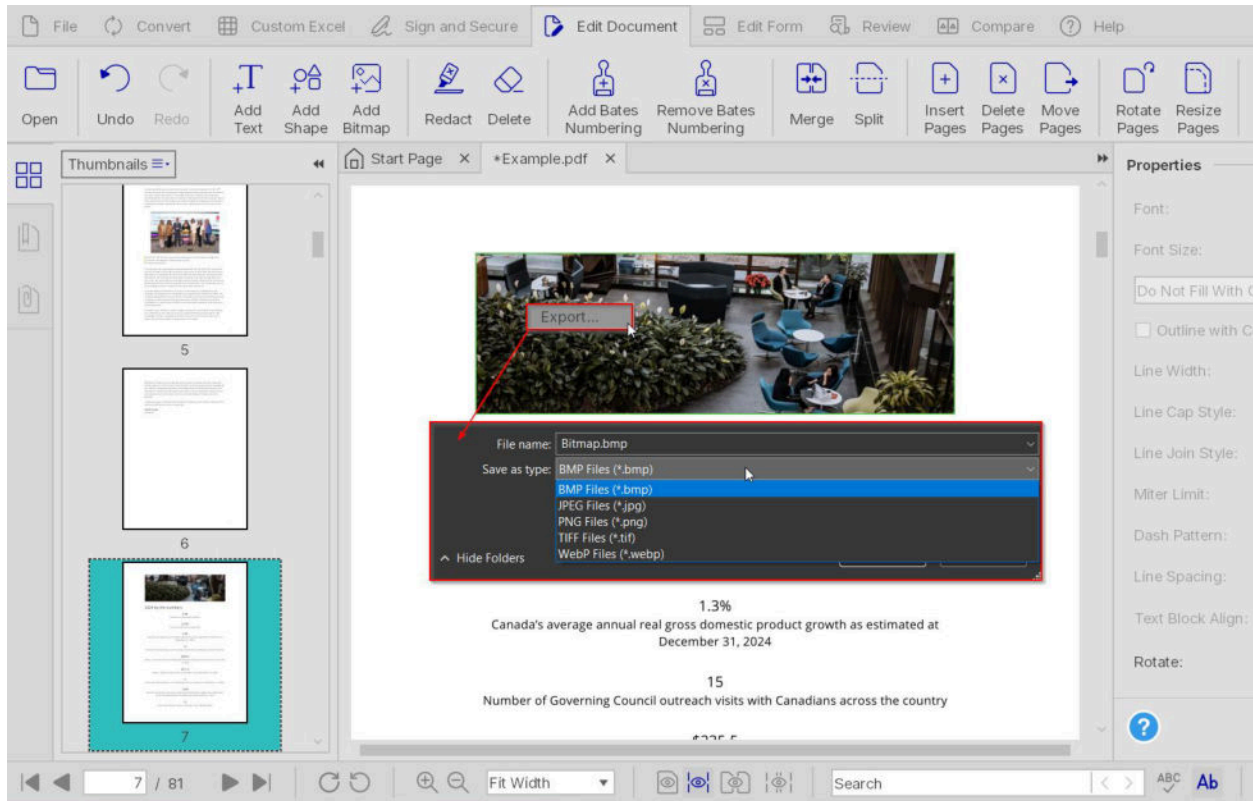 File Convert Custom Excel Sign and Secure Edit Document Edit Form Review Compare Help
Open Undo Redo Add Text Add Shape Add Bitmap Redact Delete Add Bates Numbering Remove Bates Numbering Merge Split Insert Pages Delete Pages Move Pages Rotate Pages Resize Pages
Thumbnails
Start Page *Example.pdf
5
6
7
Export...
File name: Bitmap.bmp
Save as type: BMP Files (*.bmp)
BMP Files (*.bmp)
JPEG Files (*.jpg)
PNG Files (*.png)
TIFF Files (*.tif)
WebP Files (*.webp)
Hide Folders
1.3%
Canada's average annual real gross domestic product growth as estimated at
December 31, 2024
15
Number of Governing Council outreach visits with Canadians across the country
Properties
Font:
Font Size:
Do Not Fill With
Outline with
Line Width:
Line Cap Style:
Line Join Style:
Miter Limit:
Dash Pattern:
Line Spacing:
Text Block Align:
Rotate:
7 / 81 Fit Width Search ABC Ab